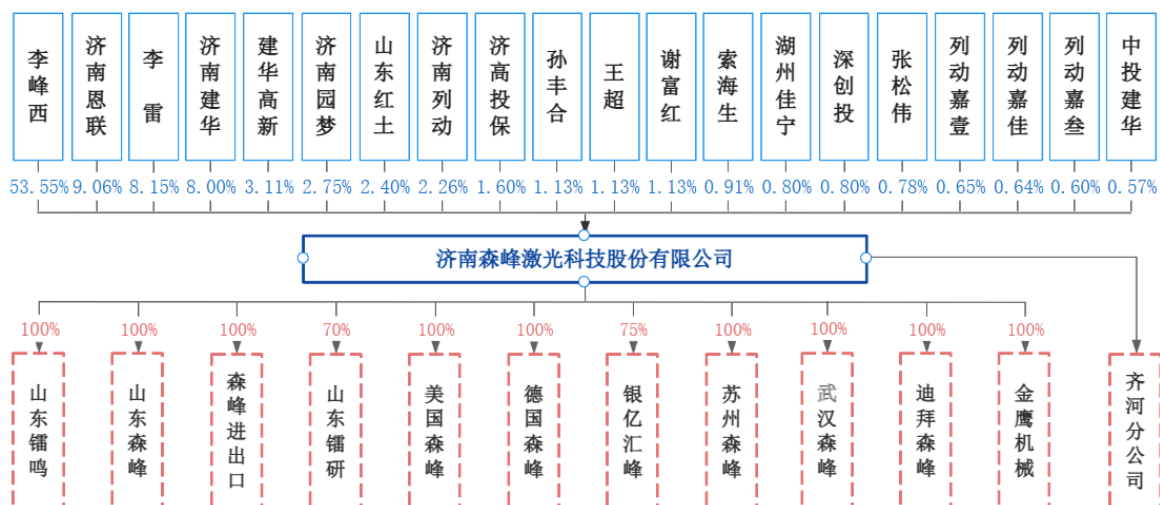 李峰西
济南恩联
李雷
济南建华
建华高新
济南园梦
山东红土
济南列动
济高投保
孙丰合
王超
谢富红
索海生
湖州佳宁
深创投
张松伟
列动嘉壹
列动嘉佳
列动嘉叁
中投建华
53.55%
9.06%
8.15%
8.00%
3.11%
2.75%
2.40%
2.26%
1.60%
1.13%
1.13%
1.13%
0.91%
0.80%
0.80%
0.78%
0.65%
0.64%
0.60%
0.57%
济南森峰激光科技股份有限公司
100%
100%
100%
70%
100%
100%
75%
100%
100%
100%
100%
山东镭鸣
山东森峰
森峰进出口
山东镭研
美国森峰
德国森峰
银亿汇峰
苏州森峰
武汉森峰
迪拜森峰
金鹰机械
齐河分公司